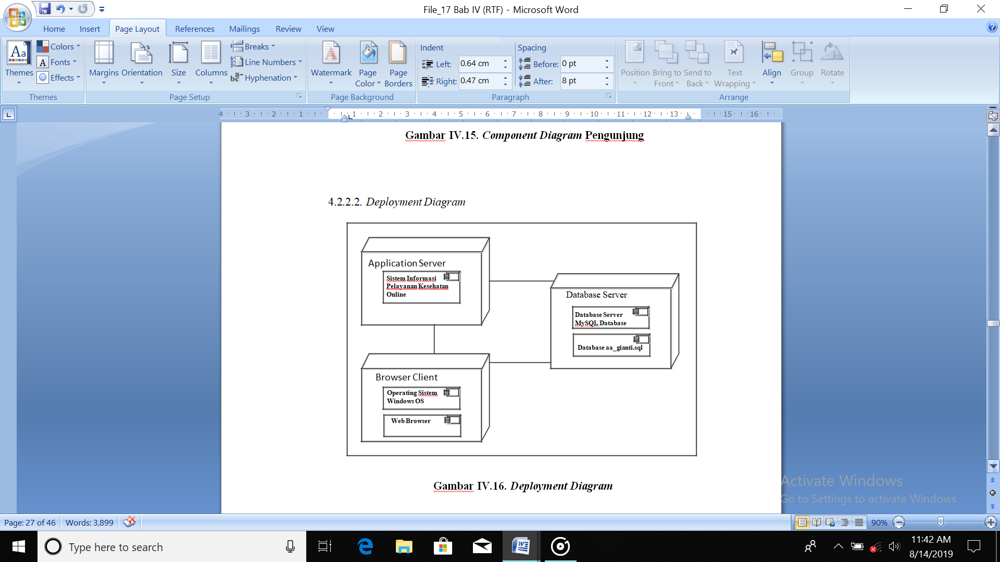 File_17 Bab IV (RTF) - Microsoft Word
Home Insert Page Layout References Mailings Review View
Themes
Colors
Fonts
Effects
Themes
Margins Orientation Size Columns
Breaks
Line Numbers
Hyphenation
Page Setup
Watermark Page Color Page Borders
Page Background
Indent
Left: 0.64 cm
Right: 0.47 cm
Spacing
Before: 0 pt
After: 8 pt
Paragraph
Position Bring to Front Send to Back Text Wrapping Align Group Rotate
Arrange
4 3 2 1 1 2 3 4 5 6 7 8 9 10 11 12 13 15 16
Gambar IV.15. Component Diagram Pengunjung
4.2.2.2. Deployment Diagram
Application Server
Sistem Informasi
Pelayanan Kesehatan
Online
Database Server
Database Server
MySQL Database
Database aa_gianti.sql
Browser Client
Operating Sistem
Windows OS
Web Browser
Gambar IV.16. Deployment Diagram
Activate Windows
Go to Settings to activate Windows.
Page: 27 of 46 Words: 3,899 90%
Type here to search
11:42 AM
8/14/2019